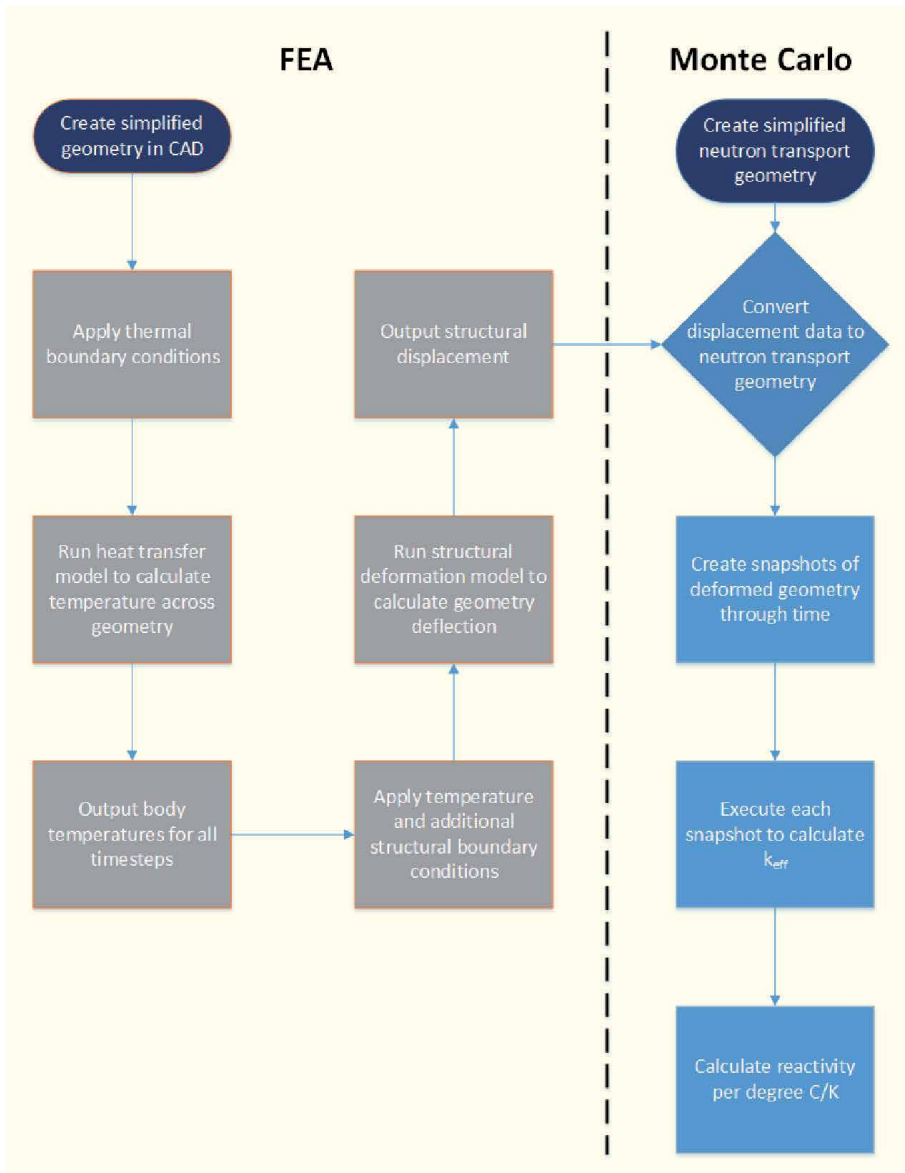 FEA
Create simplified
geometry in CAD
Apply thermal
boundary conditions
Run heat transfer
model to calculate
temperature across
geometry
Output body
temperatures for all
timesteps
Apply temperature
and additional
structural boundary
conditions
Run structural
deformation model to
calculate geometry
deflection
Output structural
displacement
Monte Carlo
Create simplified
neutron transport
geometry
Convert
displacement data to
neutron transport
geometry
Create snapshots of
deformed geometry
through time
Execute each
snapshot to calculate
k_eff
Calculate reactivity
per degree C/K